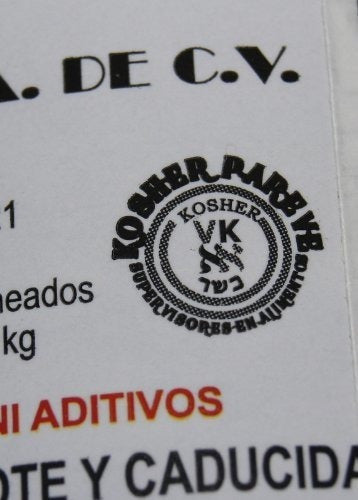 A. DE C.V.
KOSHER PAREVE
KOSHER
VK
כשר
SUPERVISORES EN ALIMENTOS
.1
neados
kg
NI ADITIVOS
OTE Y CADUCIDA